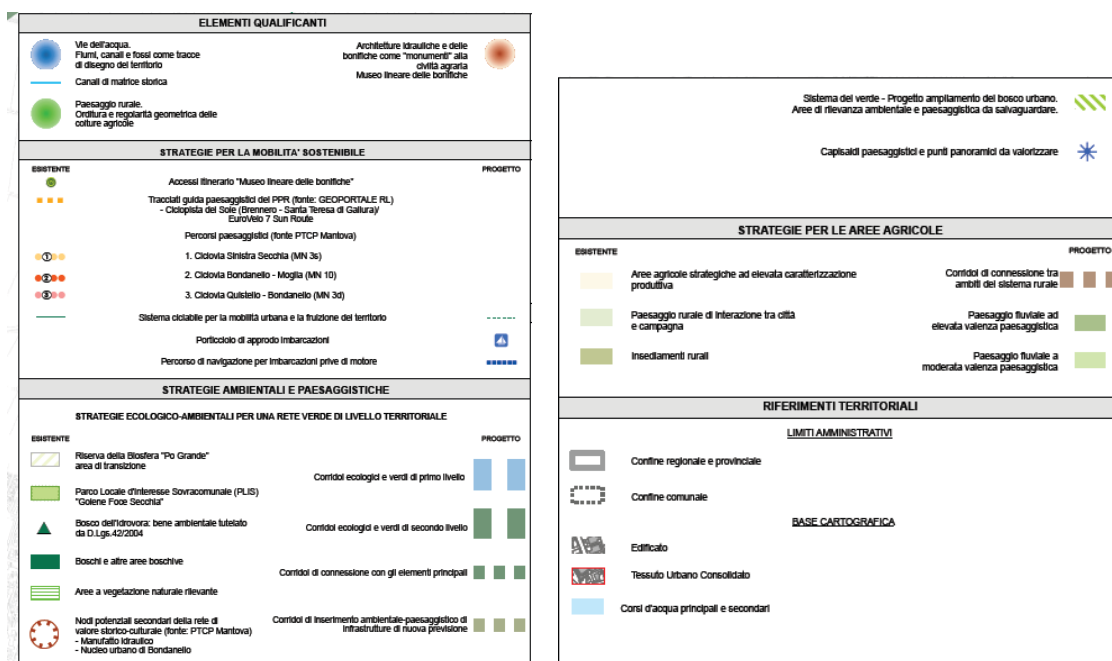 ELEMENTI QUALIFICANTI
Vie dell'acqua.
Fiumi, canali e fossi come tracce
di disegno del territorio
Canali di matrice storica
Paesaggio rurale.
Orditura e regolarità geometrica delle
colture agricole
Architetture idrauliche e delle
bonifiche come "monumenti" alla
civiltà agraria
Museo lineare delle bonifiche
STRATEGIE PER LA MOBILITA' SOSTENIBILE
ESISTENTE
PROGETTO
Accessi itinerario "Museo lineare delle bonifiche"
Tracciati guida paesaggistici del PPR (fonte: GEOPORTALE RL)
- Ciclopista del Sole (Brennero - Santa Teresa di Gallura)/
EuroVelo 7 Sun Route
Percorsi paesaggistici (fonte PTCP Mantova)
1
1. Ciclovia Sinistra Secchia (MN 3s)
2
2. Ciclovia Bondanello - Moglia (MN 10)
3
3. Ciclovia Quistello - Bondanello (MN 3d)
Sistema ciclabile per la mobilità urbana e la fruizione del territorio
Porticciolo di approdo imbarcazioni
Percorso di navigazione per imbarcazioni prive di motore
STRATEGIE AMBIENTALI E PAESAGGISTICHE
STRATEGIE ECOLOGICO-AMBIENTALI PER UNA RETE VERDE DI LIVELLO TERRITORIALE
ESISTENTE
PROGETTO
Riserva della Biosfera "Po Grande"
area di transizione
Corridoi ecologici e verdi di primo livello
Parco Locale d'Interesse Sovracomunale (PLIS)
"Golene Foce Secchia"
Bosco dell'Idrovora: bene ambientale tutelato
da D.Lgs.42/2004
Corridoi ecologici e verdi di secondo livello
Boschi e altre aree boschive
Corridoi di connessione con gli elementi principali
Aree a vegetazione naturale rilevante
Nodi potenziali secondari della rete di
valore storico-culturale (fonte: PTCP Mantova)
- Manufatto idraulico
- Nucleo urbano di Bondanello
Corridoi di inserimento ambientale-paesaggistico di
infrastrutture di nuova previsione
Sistema del verde - Progetto ampliamento del bosco urbano.
Aree di rilevanza ambientale e paesaggistica da salvaguardare.
Capisaldi paesaggistici e punti panoramici da valorizzare
STRATEGIE PER LE AREE AGRICOLE
ESISTENTE
PROGETTO
Aree agricole strategiche ad elevata caratterizzazione
produttiva
Corridoi di connessione tra
ambiti del sistema rurale
Paesaggio rurale di interazione tra città
e campagna
Paesaggio fluviale ad
elevata valenza paesaggistica
Insediamenti rurali
Paesaggio fluviale a
moderata valenza paesaggistica
RIFERIMENTI TERRITORIALI
LIMITI AMMINISTRATIVI
Confine regionale e provinciale
Confine comunale
BASE CARTOGRAFICA
Edificato
Tessuto Urbano Consolidato
Corsi d'acqua principali e secondari